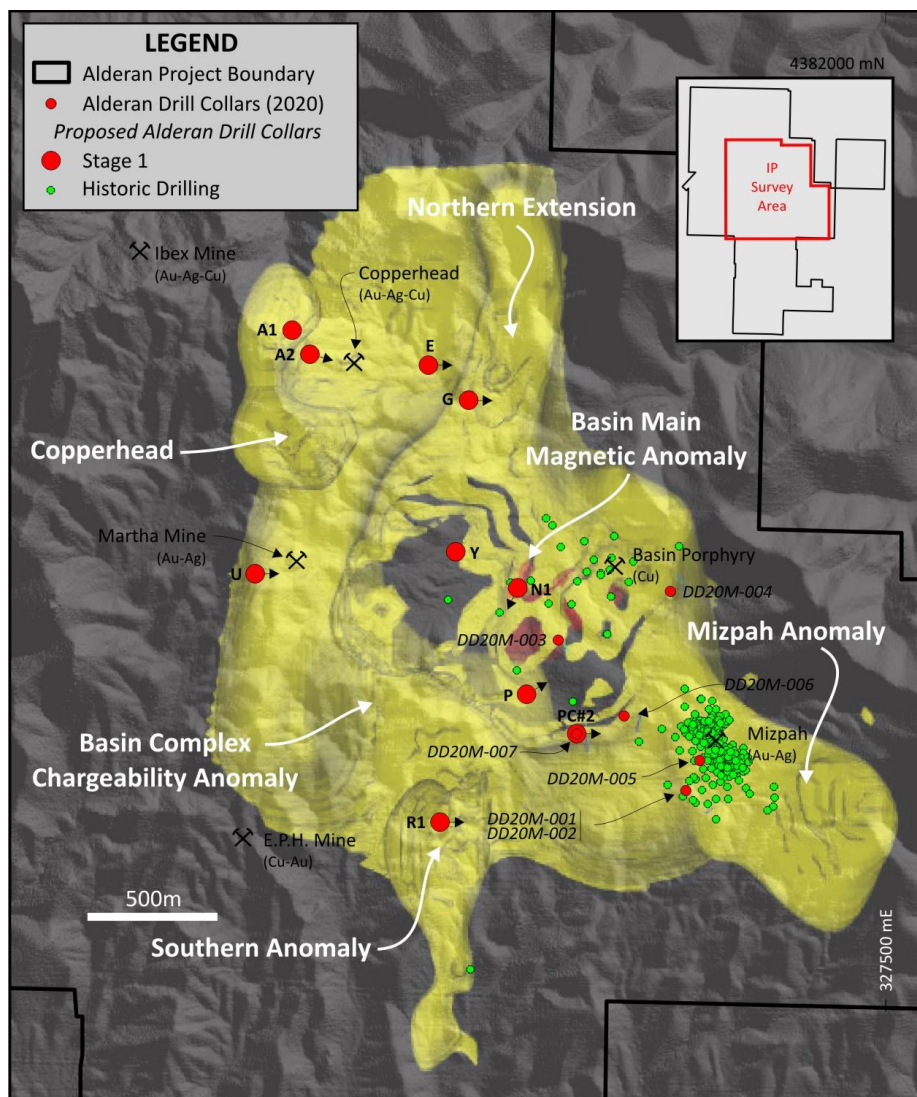 LEGEND
Alderan Project Boundary
Alderan Drill Collars (2020)
Proposed Alderan Drill Collars
Stage 1
Historic Drilling
4382000 mN
IP
Survey
Area
Northern Extension
Ibex Mine
(Au-Ag-Cu)
Copperhead
(Au-Ag-Cu)
A1
A2
E
G
Basin Main
Magnetic Anomaly
Copperhead
Martha Mine
(Au-Ag)
U
Y
N1
Basin Porphyry
(Cu)
DD20M-004
DD20M-003
Mizpah Anomaly
P
DD20M-006
PC#2
Basin Complex
Chargeability Anomaly
DD20M-007
Mizpah
(Au-Ag)
DD20M-005
R1
DD20M-001
DD20M-002
E.P.H. Mine
(Cu-Au)
500m
Southern Anomaly
327500 mE